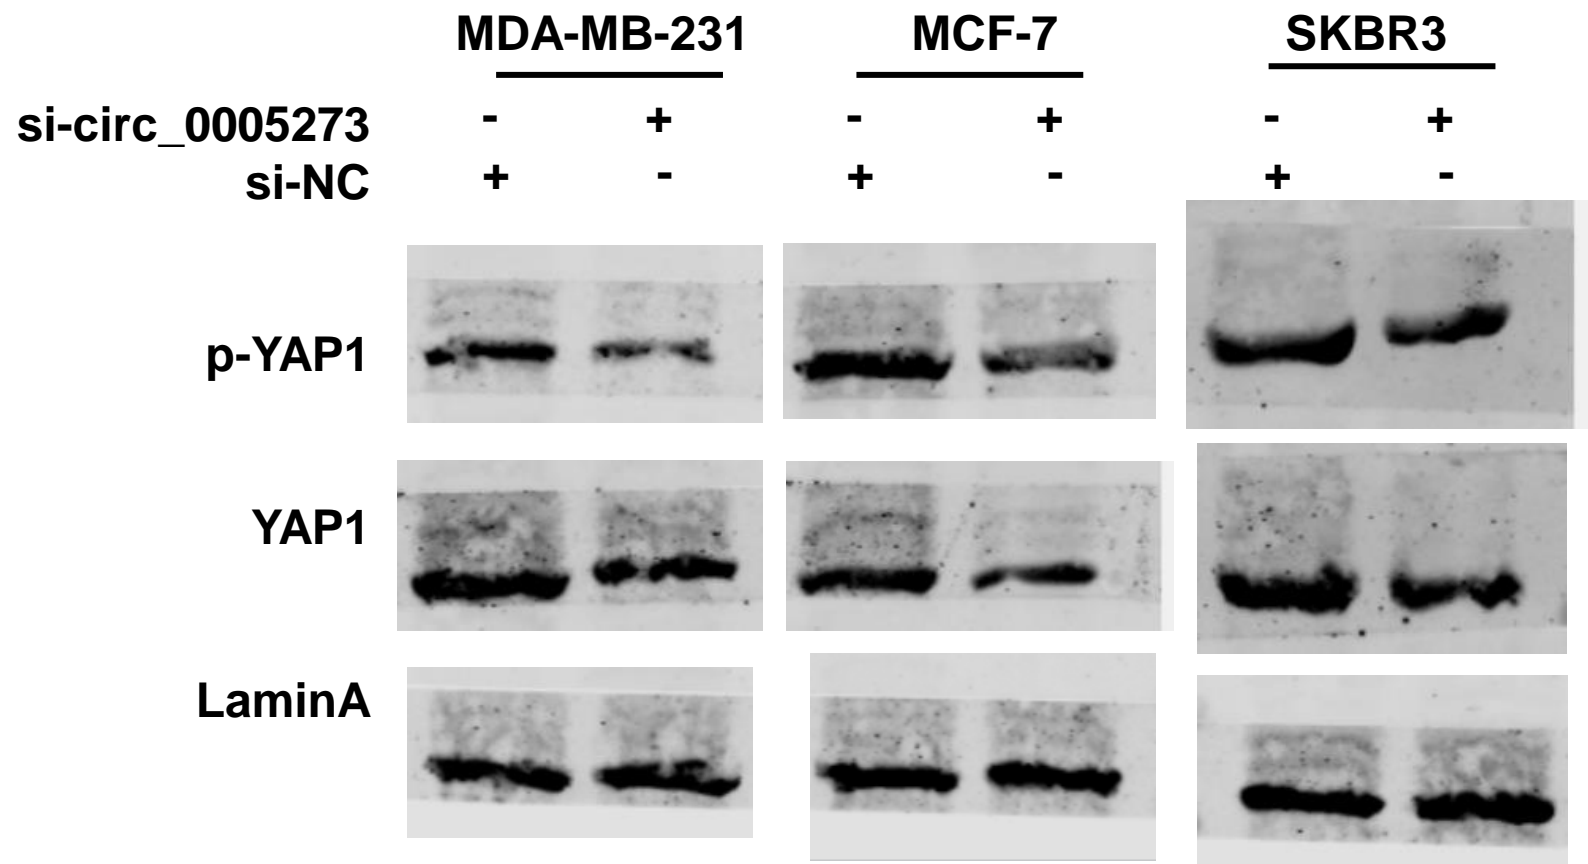 MDA-MB-231 MCF-7 SKBR3
si-circ_0005273 - + - + - +
si-NC + - + - + -
p-YAP1
YAP1
LaminA